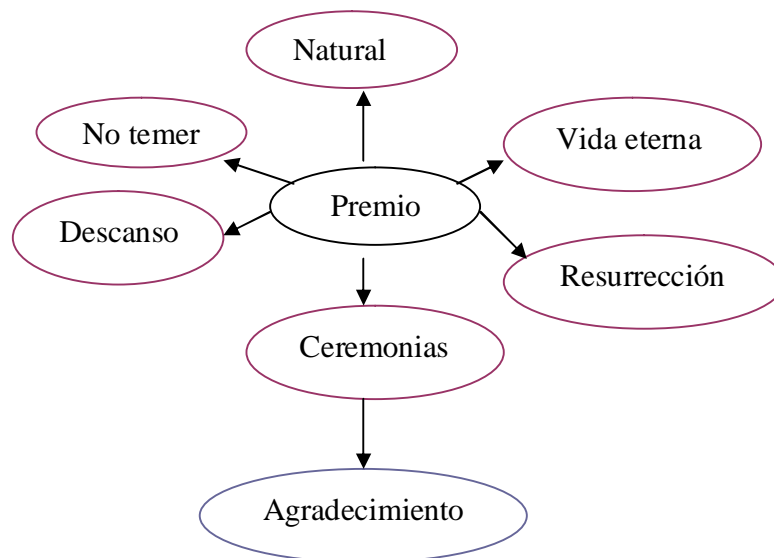 Natural
No temer
Vida eterna
Premio
Descanso
Resurrección
Ceremonias
Agradecimiento